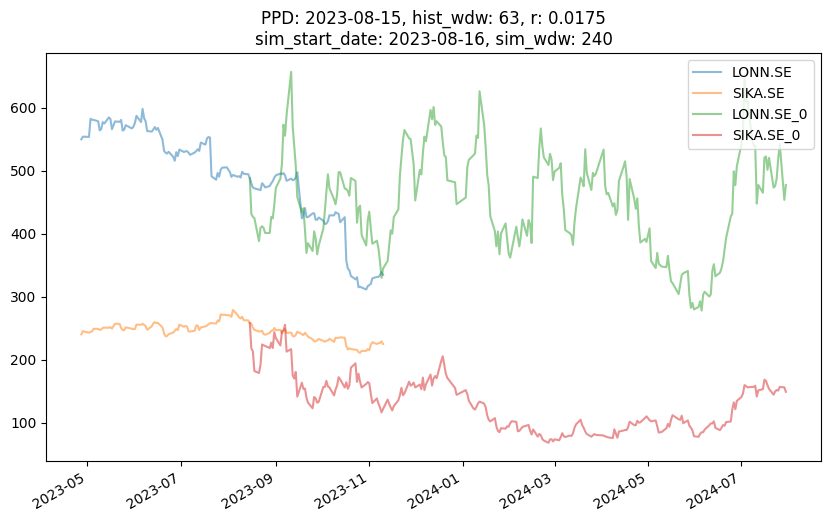 PPD: 2023-08-15, hist_wdw: 63, r: 0.0175
sim_start_date: 2023-08-16, sim_wdw: 240
LONN.SE
SIKA.SE
LONN.SE_0
SIKA.SE_0
600
500
400
300
200
100
2023-05
2023-07
2023-09
2023-11
2024-01
2024-03
2024-05
2024-07